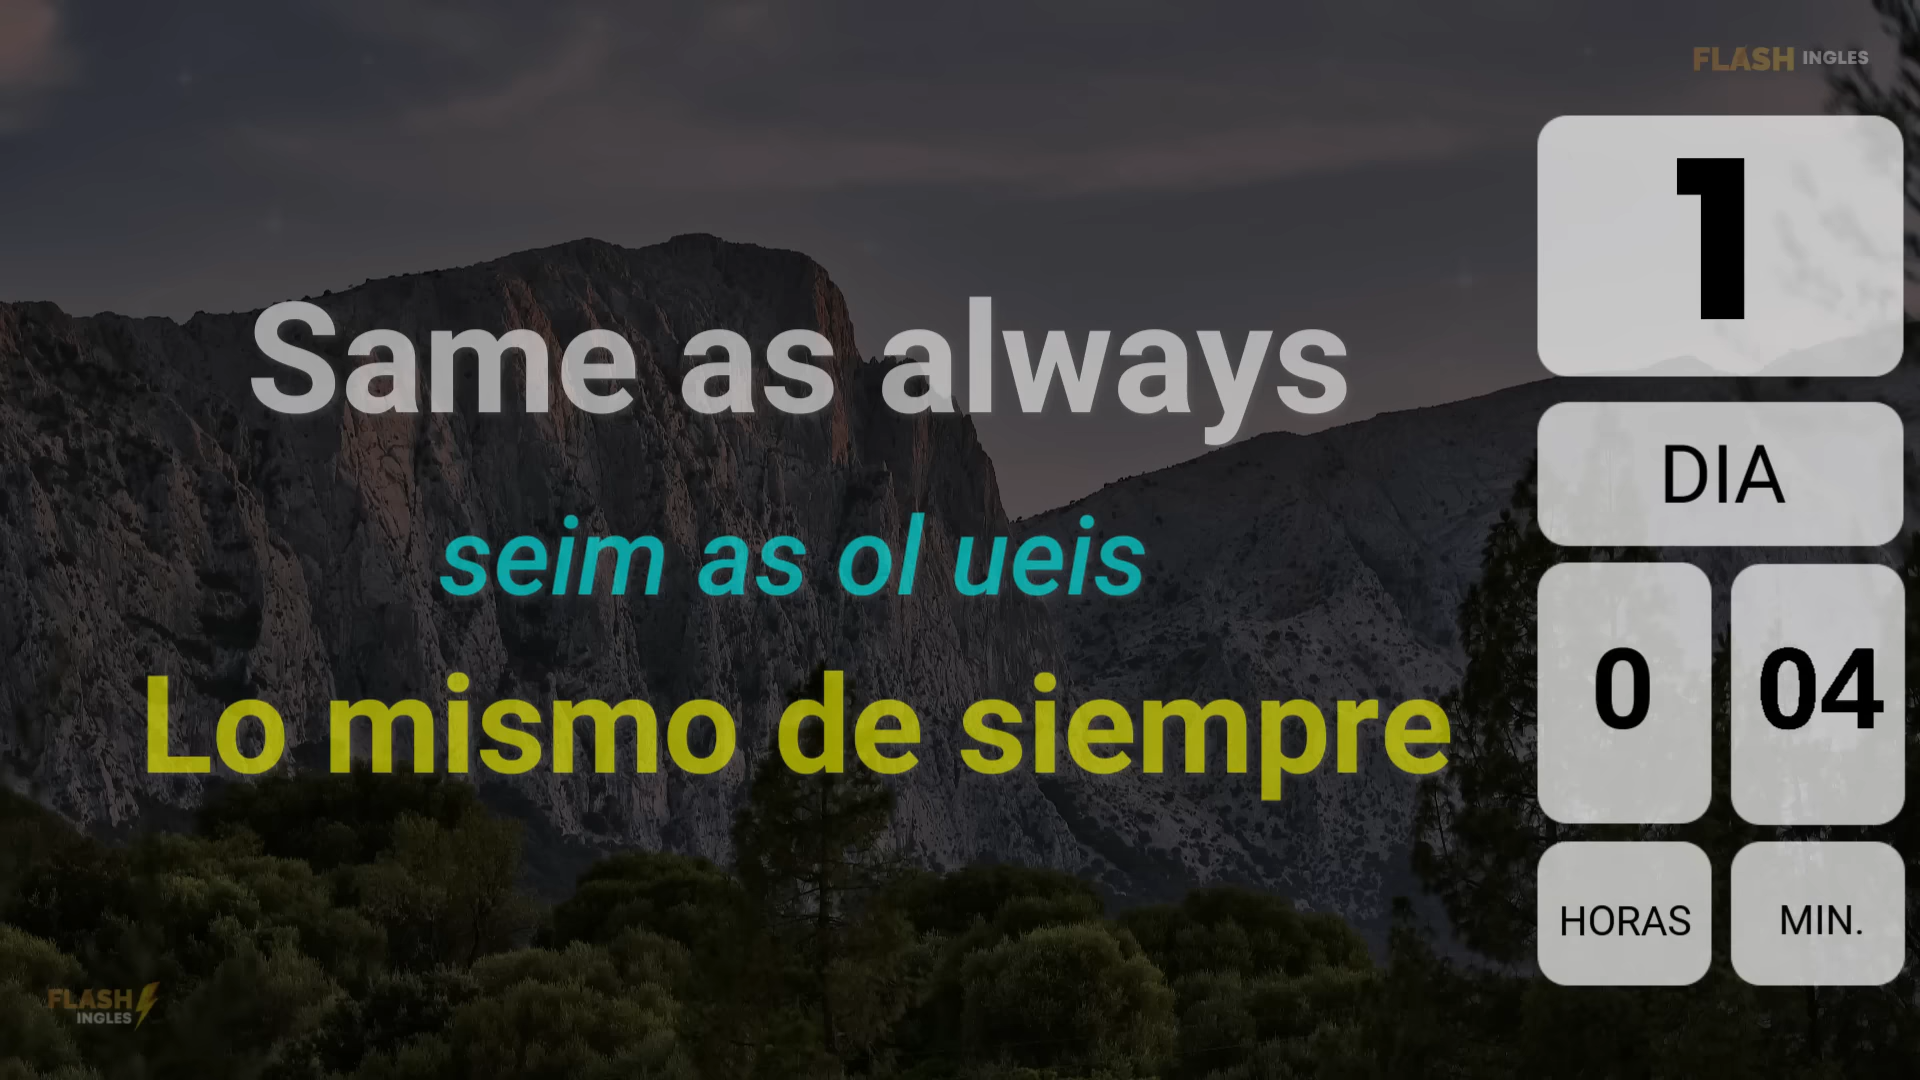 FLASH INGLES
Same as always
seim as ol ueis
Lo mismo de siempre
1
DIA
0 04
HORAS MIN.
FLASH
INGLES